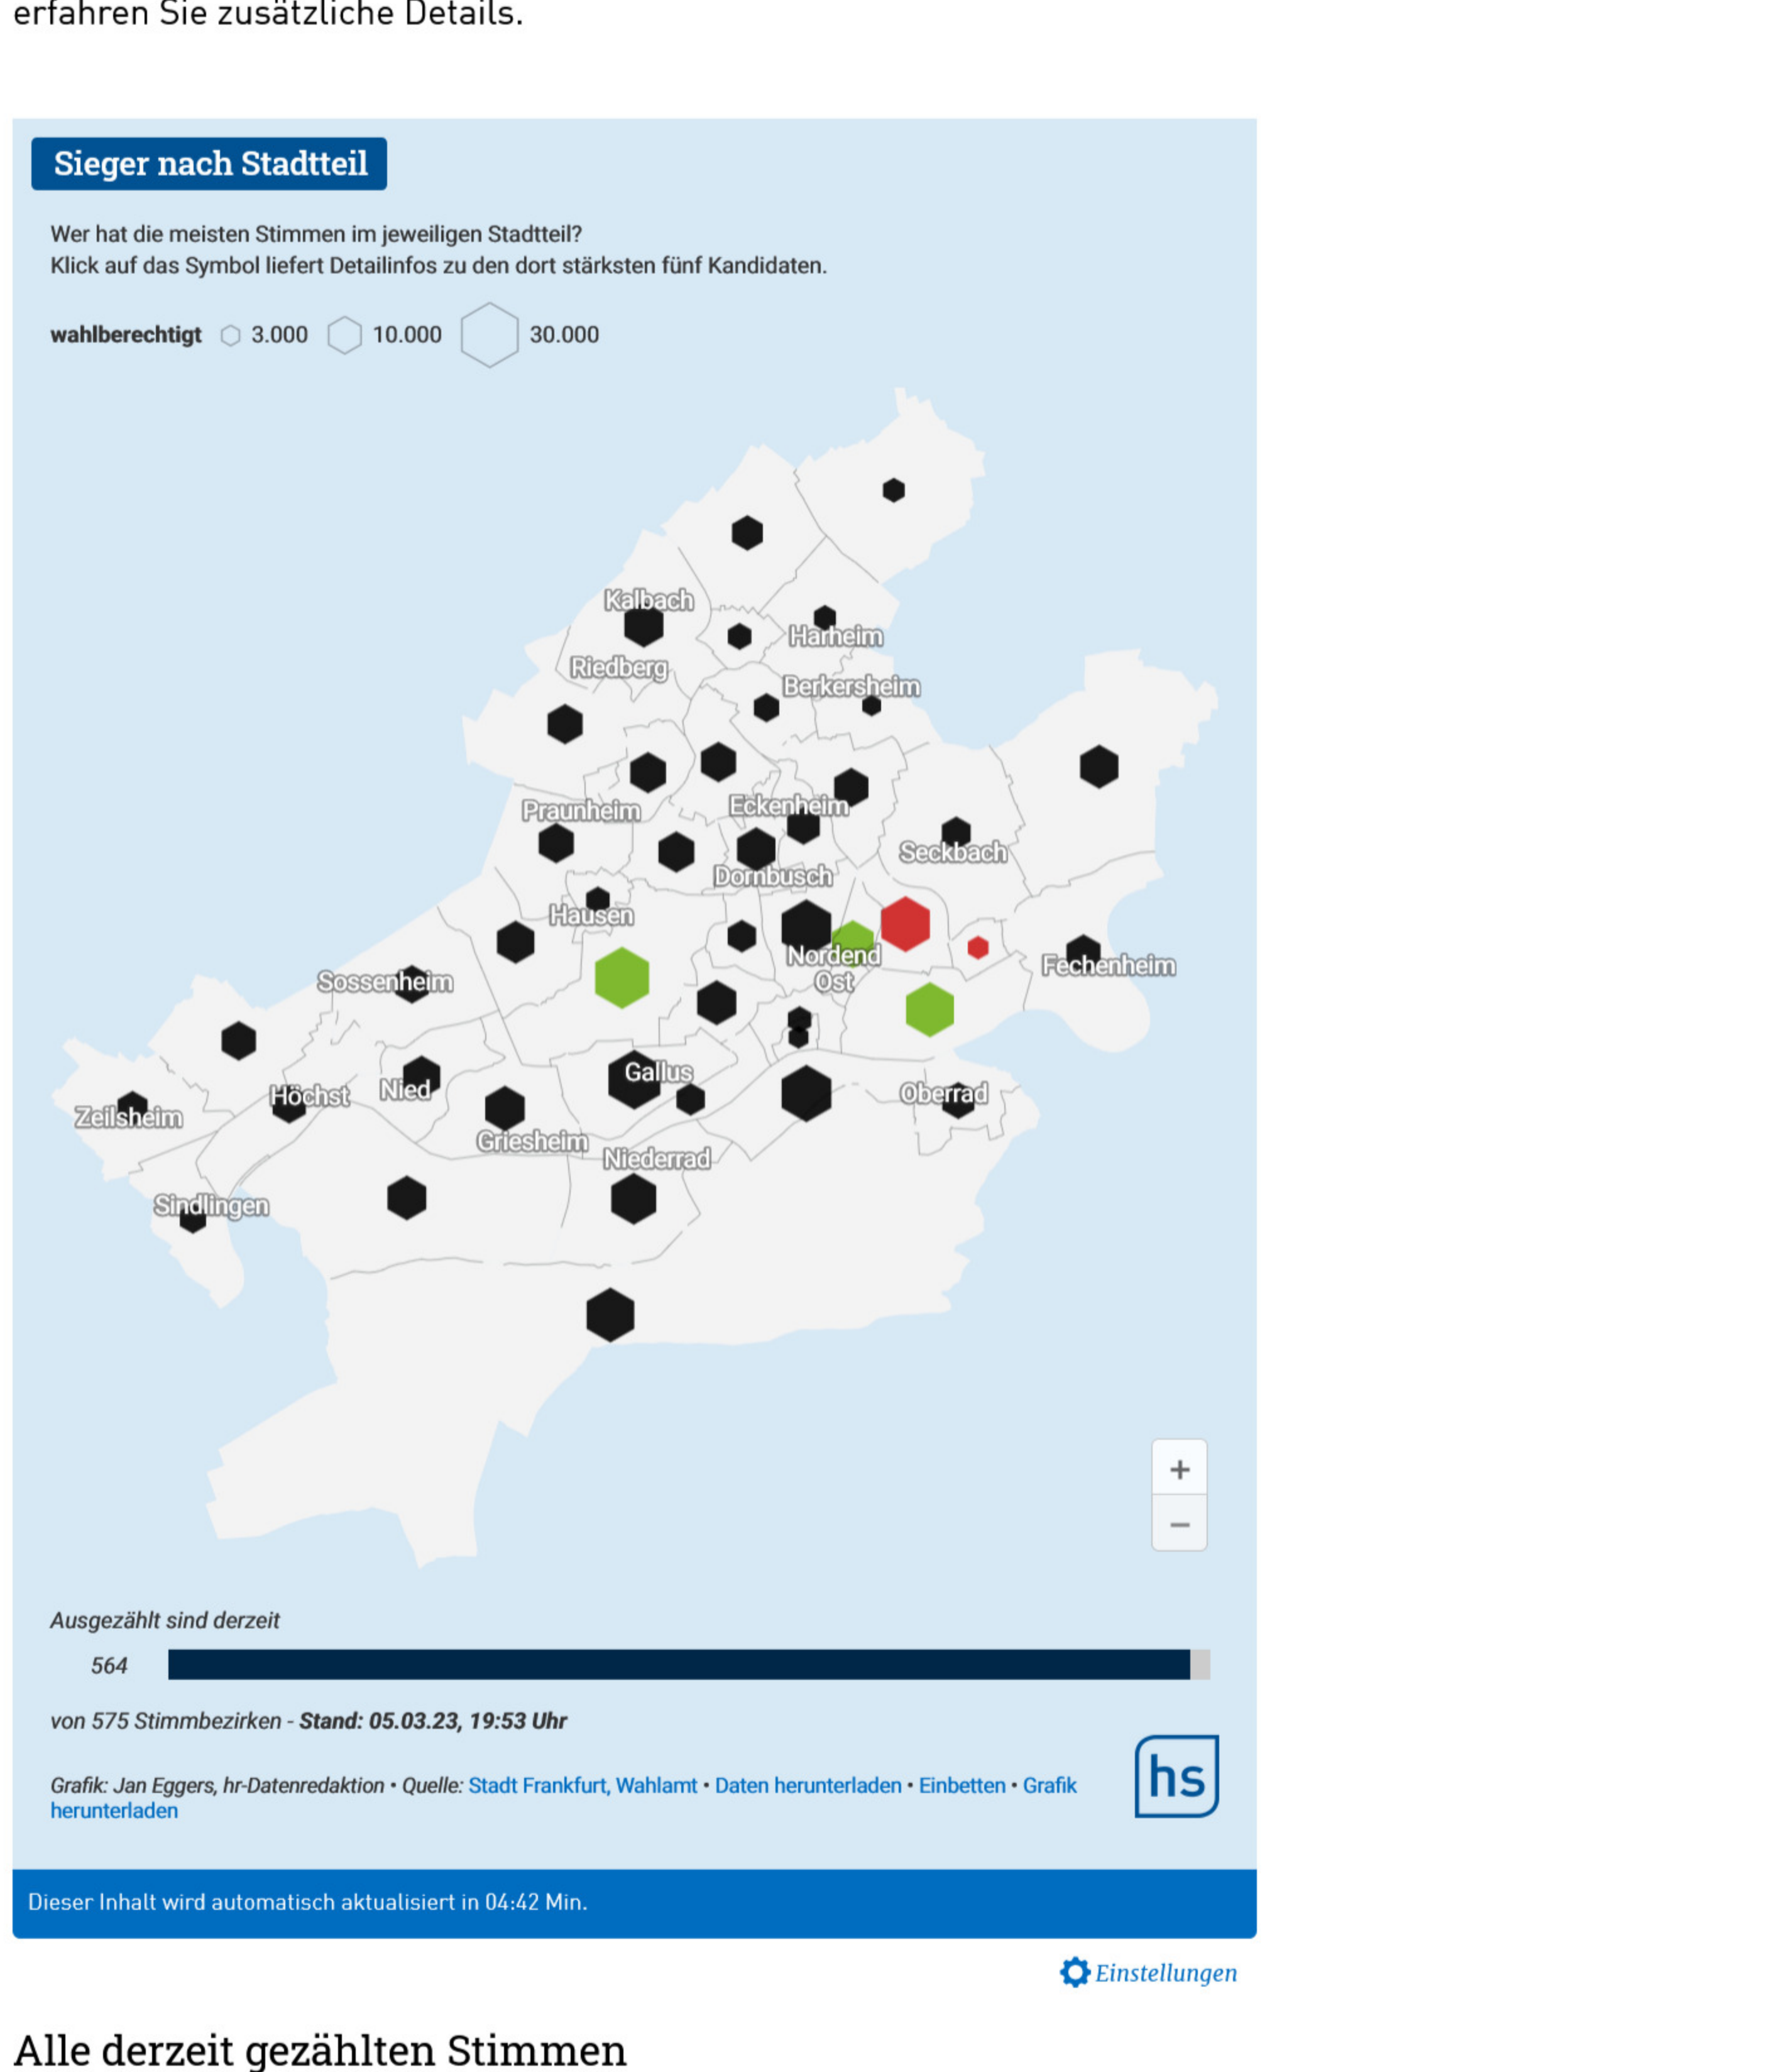 erfahren Sie zusätzliche Details.
Sieger nach Stadtteil
Wer hat die meisten Stimmen im jeweiligen Stadtteil?
Klick auf das Symbol liefert Detailinfos zu den dort stärksten fünf Kandidaten.
wahlberechtigt 3.000 10.000 30.000
Kalbach
Harheim
Riedberg
Berkersheim
Praunheim
Eckenheim
Seckbach
Dornbusch
Hausen
Nordend
Ost
Fechenheim
Sossenheim
Gallus
Nied
Höchst
Oberrad
Zeilsheim
Griesheim
Niederrad
Sindlingen
+
−
Ausgezählt sind derzeit
564
von 575 Stimmbezirken - Stand: 05.03.23, 19:53 Uhr
Grafik: Jan Eggers, hr-Datenredaktion • Quelle: Stadt Frankfurt, Wahlamt • Daten herunterladen • Einbetten • Grafik
herunterladen
hs
Dieser Inhalt wird automatisch aktualisiert in 04:42 Min.
Einstellungen
Alle derzeit gezählten Stimmen